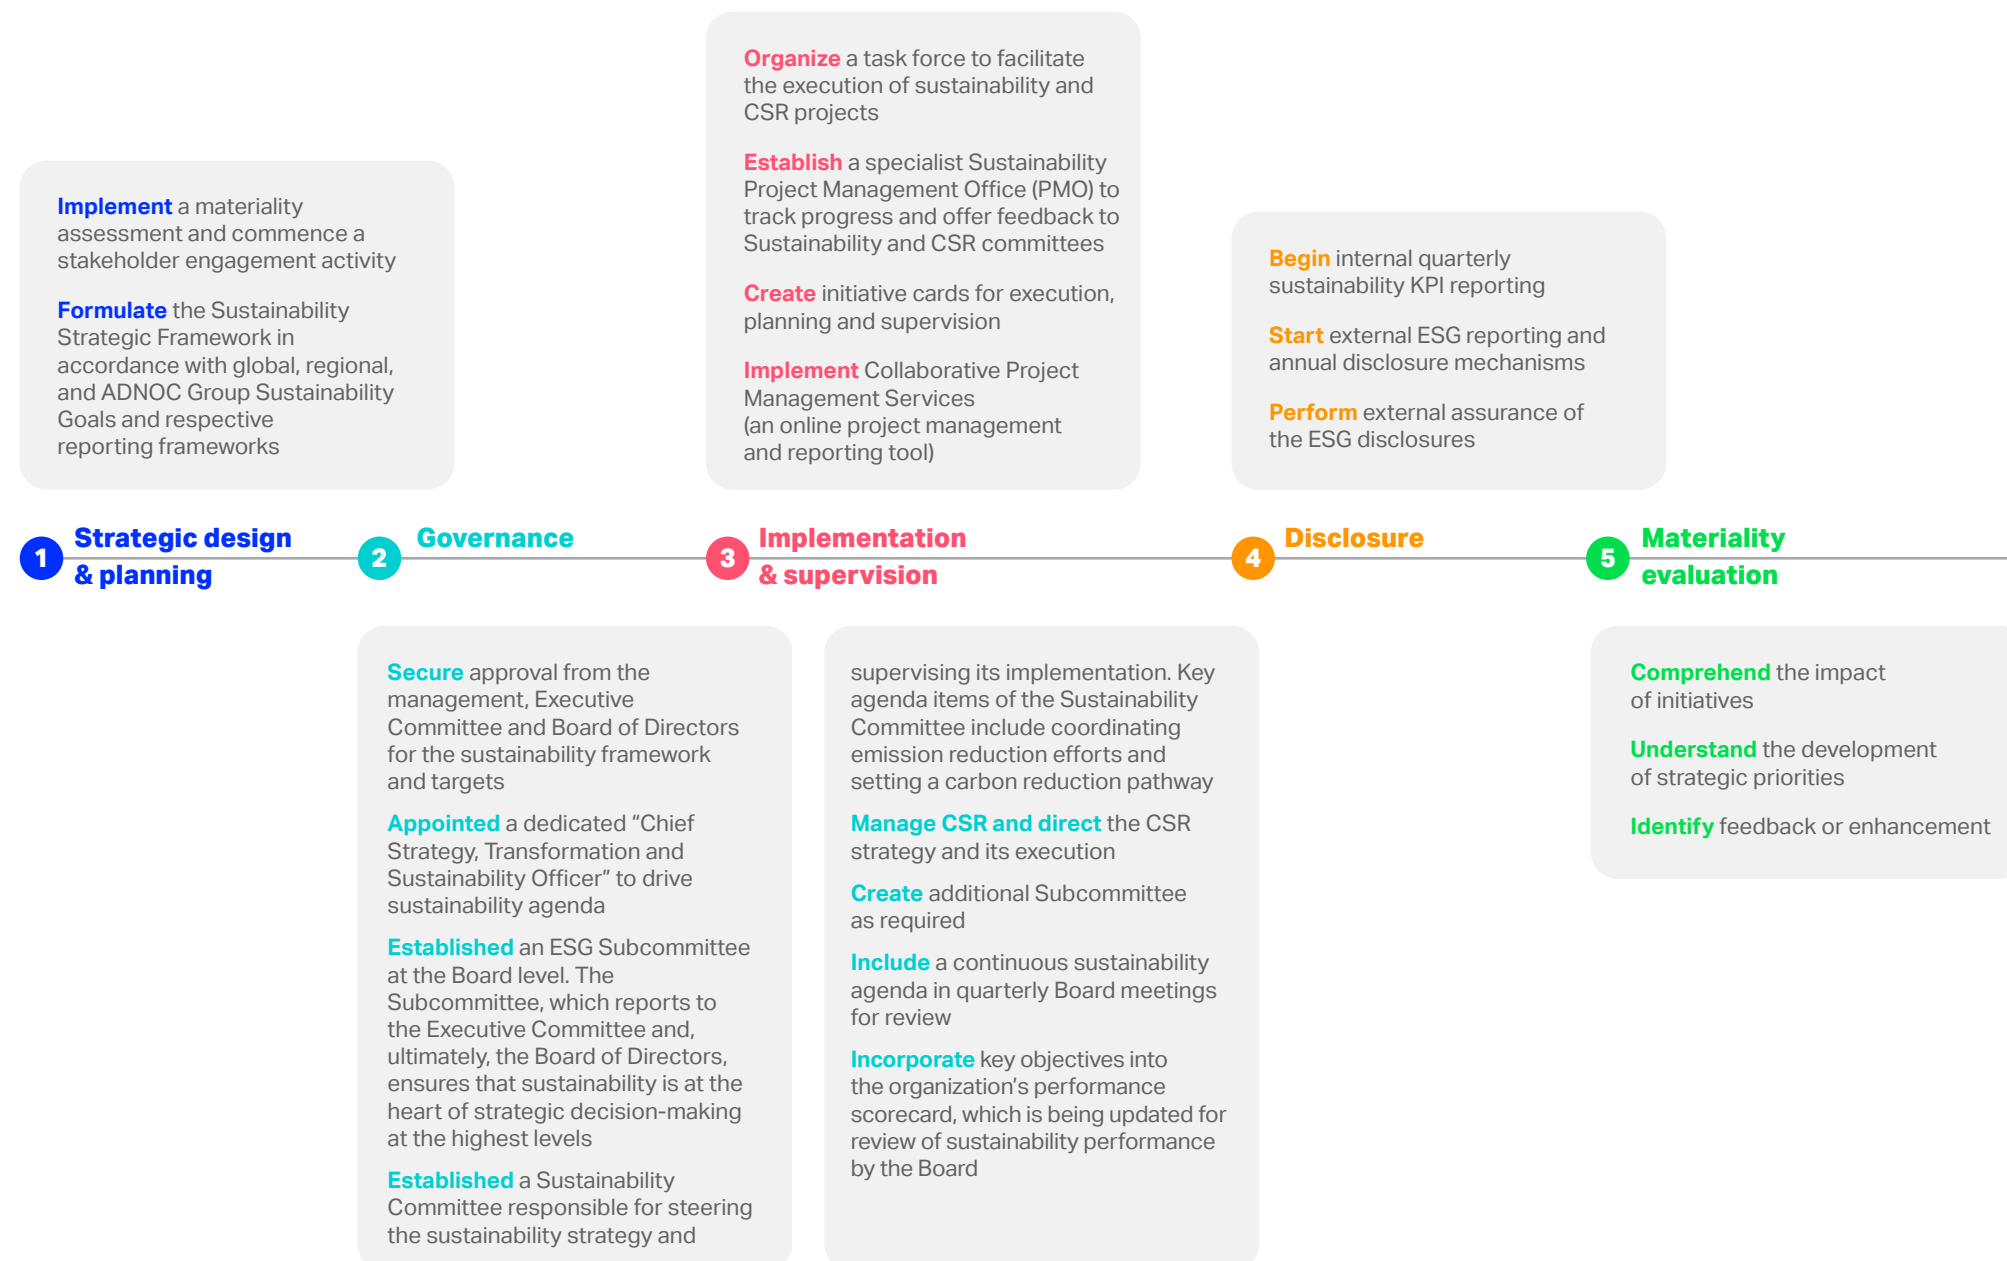 Organize a task force to facilitate
the execution of sustainability and
CSR projects
Establish a specialist Sustainability
Project Management Office (PMO) to
track progress and offer feedback to
Sustainability and CSR committees
Create initiative cards for execution,
planning and supervision
Implement Collaborative Project
Management Services
(an online project management
and reporting tool)
Implement a materiality
assessment and commence a
stakeholder engagement activity
Formulate the Sustainability
Strategic Framework in
accordance with global, regional,
and ADNOC Group Sustainability
Goals and respective
reporting frameworks
Begin internal quarterly
sustainability KPI reporting
Start external ESG reporting and
annual disclosure mechanisms
Perform external assurance of
the ESG disclosures
1 Strategic design
& planning
2 Governance
3 Implementation
& supervision
4 Disclosure
5 Materiality
evaluation
Secure approval from the
management, Executive
Committee and Board of Directors
for the sustainability framework
and targets
Appointed a dedicated “Chief
Strategy, Transformation and
Sustainability Officer” to drive
sustainability agenda
Established an ESG Subcommittee
at the Board level. The
Subcommittee, which reports to
the Executive Committee and,
ultimately, the Board of Directors,
ensures that sustainability is at the
heart of strategic decision-making
at the highest levels
Established a Sustainability
Committee responsible for steering
the sustainability strategy and
supervising its implementation. Key
agenda items of the Sustainability
Committee include coordinating
emission reduction efforts and
setting a carbon reduction pathway
Manage CSR and direct the CSR
strategy and its execution
Create additional Subcommittee
as required
Include a continuous sustainability
agenda in quarterly Board meetings
for review
Incorporate key objectives into
the organization’s performance
scorecard, which is being updated for
review of sustainability performance
by the Board
Comprehend the impact
of initiatives
Understand the development
of strategic priorities
Identify feedback or enhancement